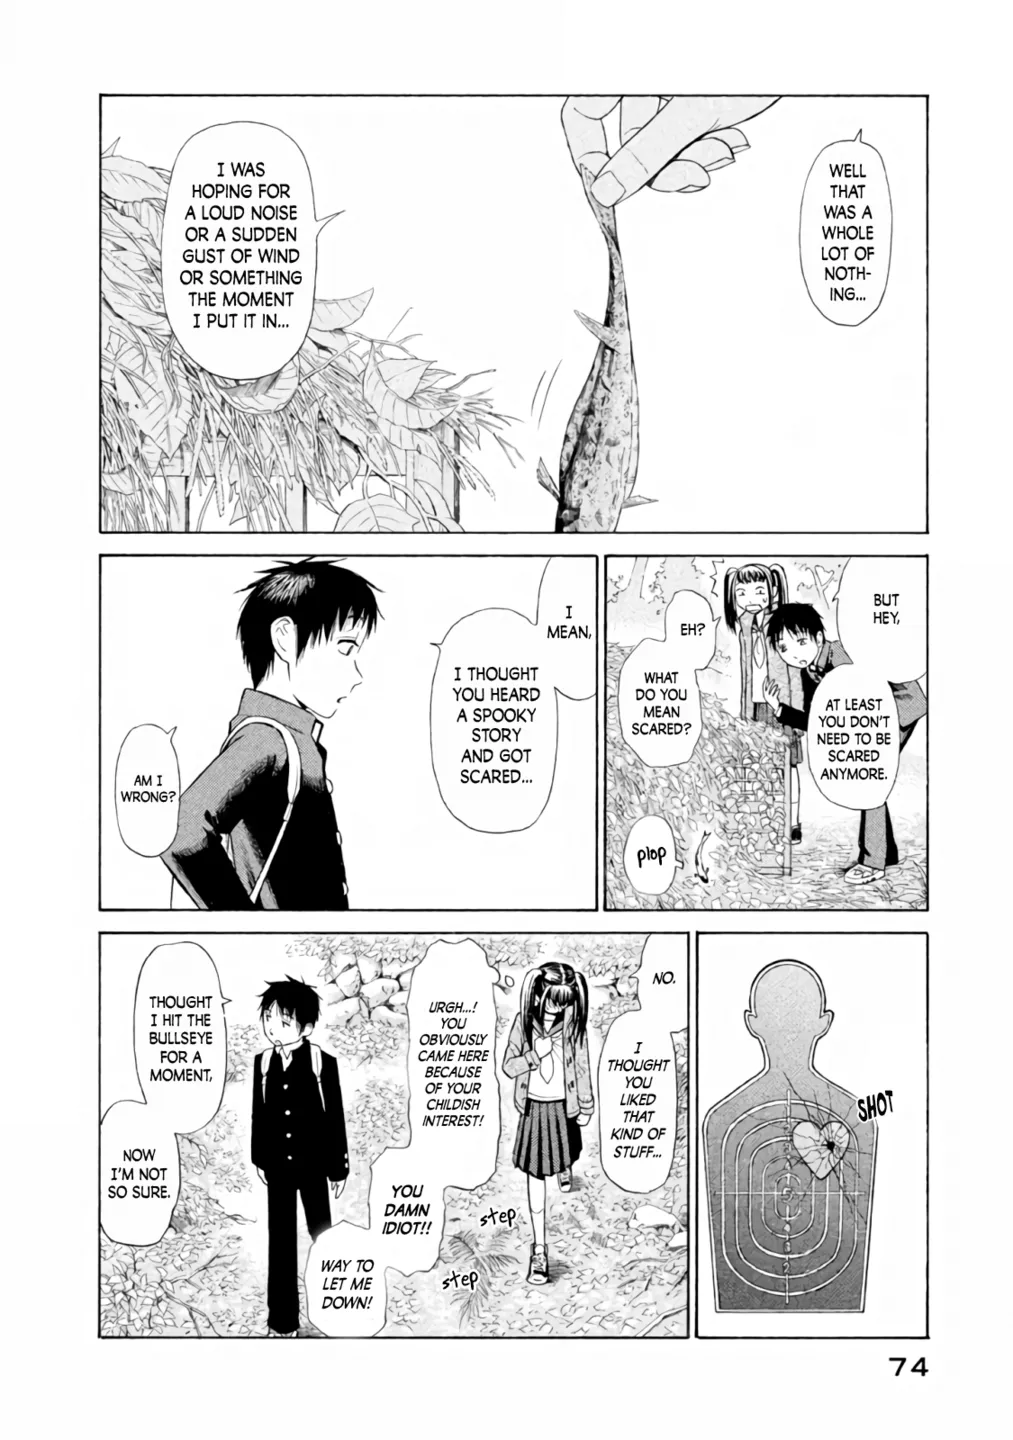 WELL
THAT
WAS A
WHOLE
LOT OF
NOTH-
ING...
I WAS
HOPING FOR
A LOUD NOISE
OR A SUDDEN
GUST OF WIND
OR SOMETHING
THE MOMENT
I PUT IT IN...
BUT
HEY,
AT LEAST
YOU DON'T
NEED TO BE
SCARED
ANYMORE.
EH?
WHAT
DO YOU
MEAN
SCARED?
plop
I
MEAN,
I THOUGHT
YOU HEARD
A SPOOKY
STORY
AND GOT
SCARED...
AM I
WRONG?
SHOT
5
3
2
NO.
I
THOUGHT
YOU
LIKED
THAT
KIND OF
STUFF...
URGH...!
YOU
OBVIOUSLY
CAME HERE
BECAUSE
OF YOUR
CHILDISH
INTEREST!
YOU
DAMN
IDIOT!!
WAY TO
LET ME
DOWN!
step
step
THOUGHT
I HIT THE
BULLSEYE
FOR A
MOMENT,
NOW
I'M NOT
SO SURE.
74